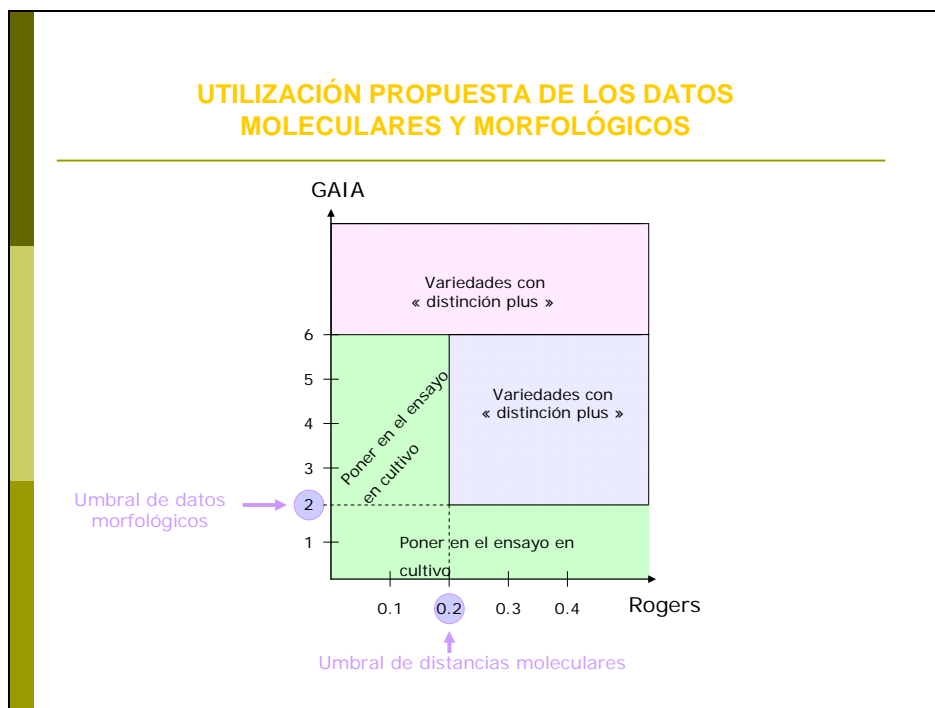 UTILIZACIÓN PROPUESTA DE LOS DATOS
MOLECULARES Y MORFOLÓGICOS
GAIA
Variedades con
« distinción plus »
6
5
4
3
2
1
Variedades con
« distinción plus »
Poner en el ensayo
en cultivo
Umbral de datos
morfológicos
Poner en el ensayo en
cultivo
0.1 0.2 0.3 0.4
Rogers
Umbral de distancias moleculares